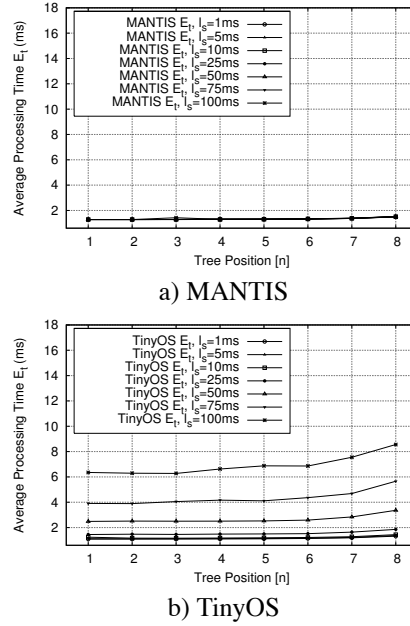 18
16
14
12
10
8
6
4
2
Average Processing Time E_t (ms)
MANTIS E_t, l_s=1ms
MANTIS E_t, l_s=5ms
MANTIS E_t, l_s=10ms
MANTIS E_t, l_s=25ms
MANTIS E_t, l_s=50ms
MANTIS E_t, l_s=75ms
MANTIS E_t, l_s=100ms
1 2 3 4 5 6 7 8
Tree Position [n]
a) MANTIS
18
16
14
12
10
8
6
4
2
Average Processing Time E_t (ms)
TinyOS E_t, l_s=1ms
TinyOS E_t, l_s=5ms
TinyOS E_t, l_s=10ms
TinyOS E_t, l_s=25ms
TinyOS E_t, l_s=50ms
TinyOS E_t, l_s=75ms
TinyOS E_t, l_s=100ms
1 2 3 4 5 6 7 8
Tree Position [n]
b) TinyOS